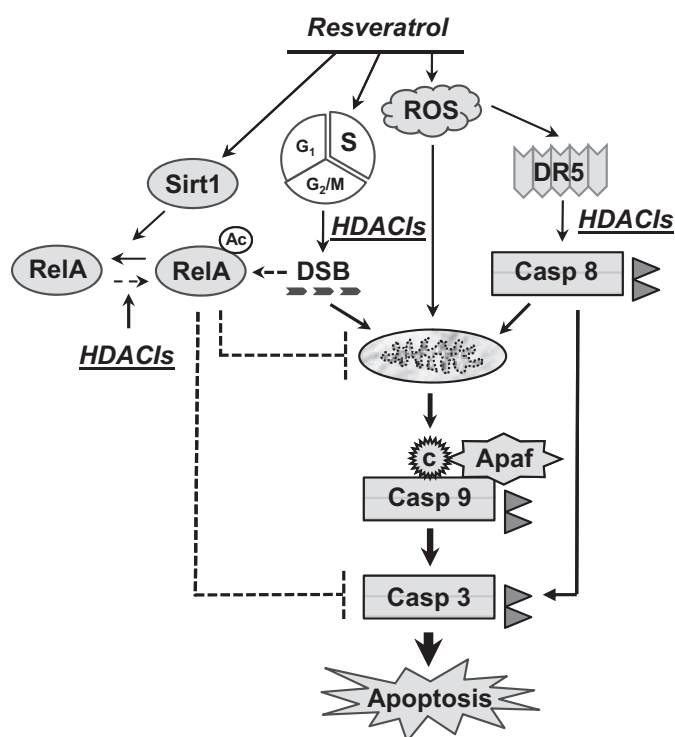 Resveratrol
ROS
G1
S
G2/M
DR5
Sirt1
HDACIs
HDACIs
Ac
RelA
RelA
DSB
Casp 8
HDACIs
c
Apaf
Casp 9
Casp 3
Apoptosis